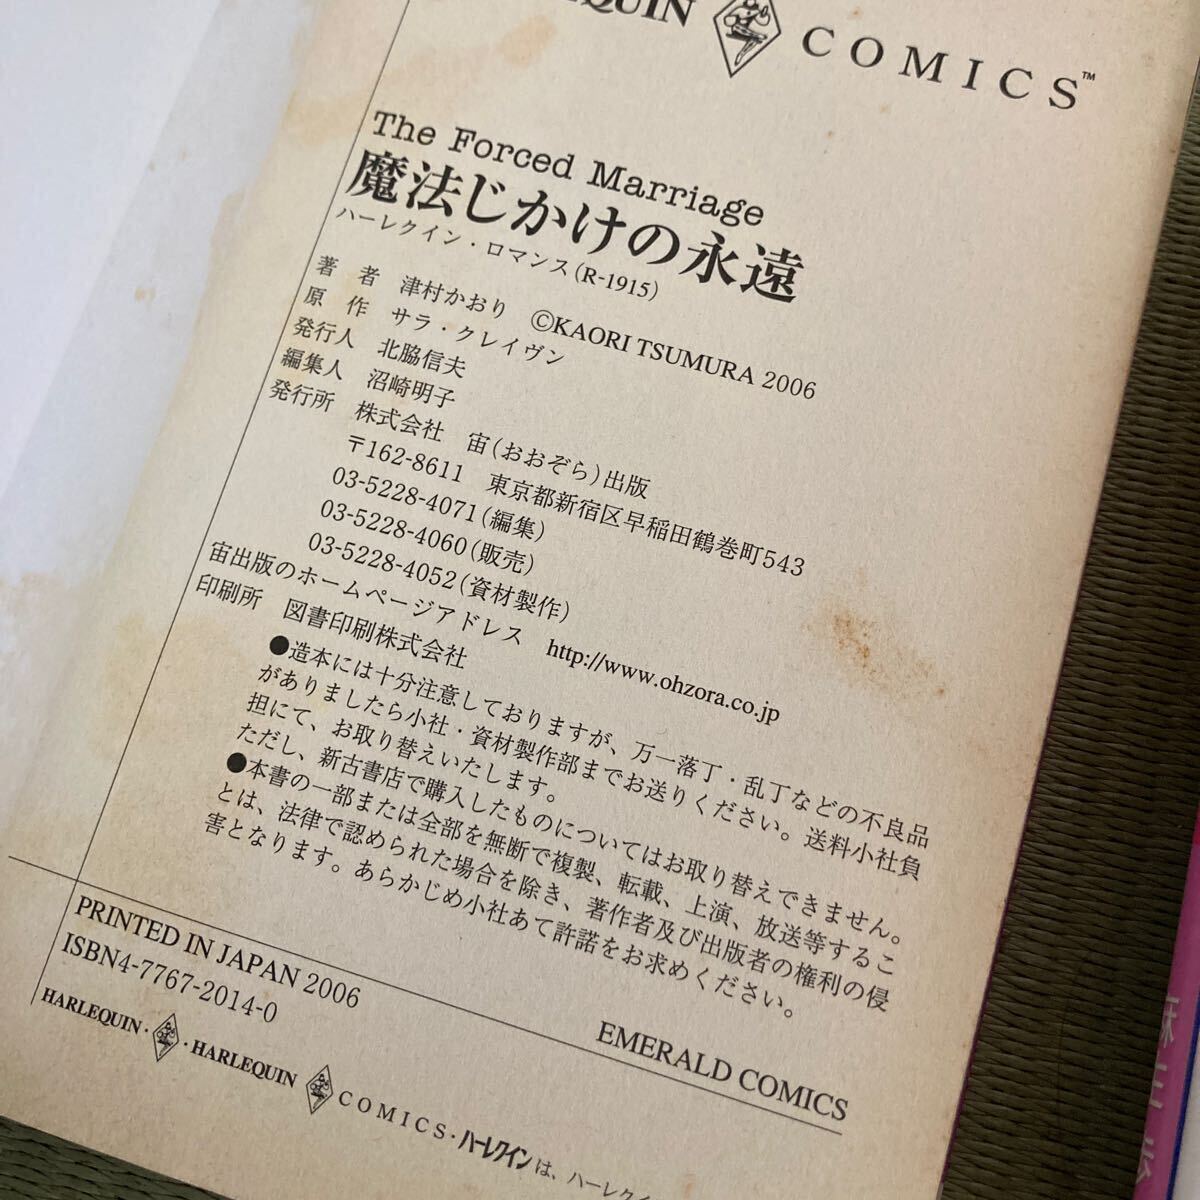 QUIN COMICS™
The Forced Marriage
魔法じかけの永遠
ハーレクイン・ロマンス(R-1915)
著 者 津村かおり ©KAORI TSUMURA 2006
原 作 サラ・クレイヴン
発行人 北脇信夫
編集人 沼崎明子
発行所 株式会社 宙(おおぞら)出版
〒162-8611 東京都新宿区早稲田鶴巻町543
03-5228-4071(編集)
03-5228-4060(販売)
03-5228-4052(資材製作)
宙出版のホームページアドレス http://www.ohzora.co.jp
印刷所 図書印刷株式会社
●造本には十分注意しておりますが、万一落丁・乱丁などの不良品
がありましたら小社・資材製作部までお送りください。送料小社負
担にて、お取り替えいたします。
ただし、新古書店で購入したものについてはお取り替えできません。
●本書の一部または全部を無断で複製、転載、上演、放送等するこ
とは、法律で認められた場合を除き、著作者及び出版者の権利の侵
害となります。あらかじめ小社あて許諾をお求めください。
PRINTED IN JAPAN 2006
ISBN4-7767-2014-0
EMERALD COMICS
HARLEQUIN・・HARLEQUIN COMICS・ハーレクインは、ハーレクイ